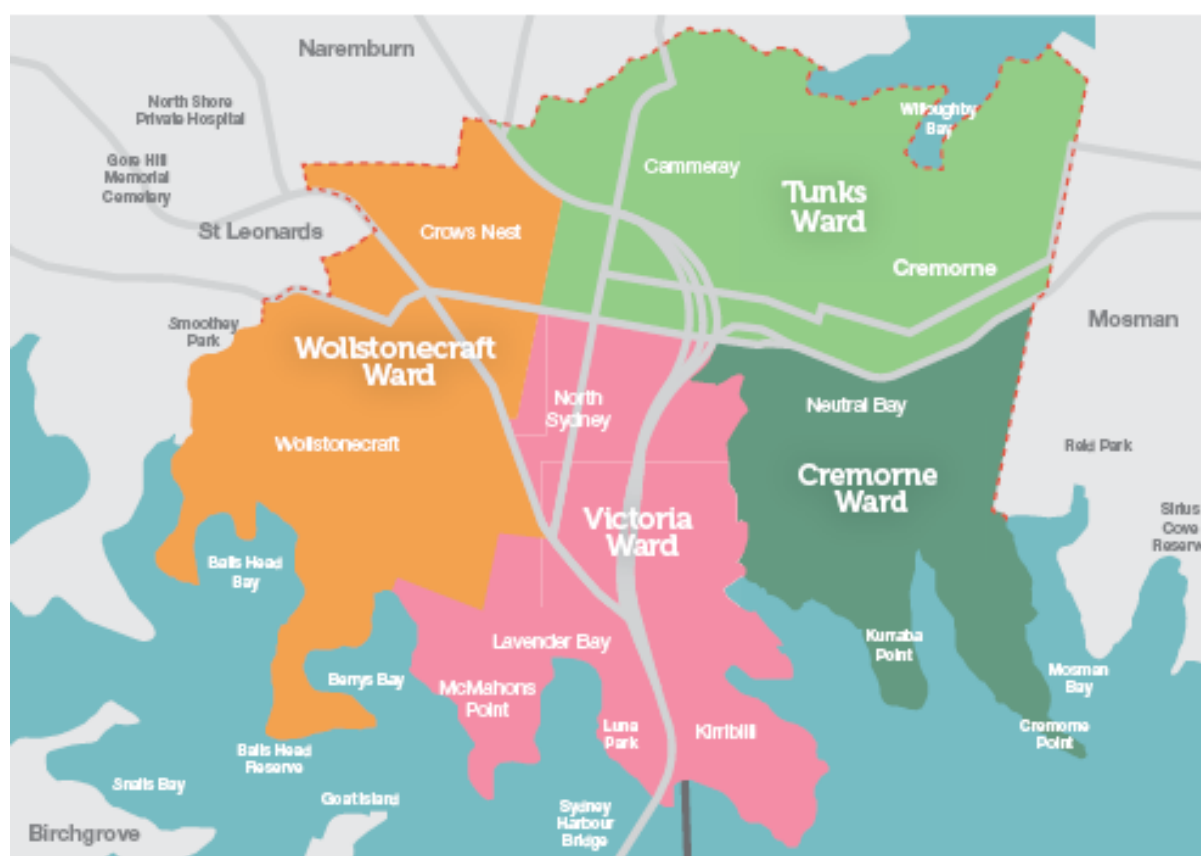 Naremburn
North Shore
Private Hospital
Gore Hill
Memorial
Cemetery
St Leonards
Crows Nest
Cammeray
Willoughby
Bay
Tunks
Ward
Cremorne
Mosman
Smoothey
Park
Wollstonecraft
Ward
Wollstonecraft
North
Sydney
Neutral Bay
Cremorne
Ward
Reid Park
Sirius
Cove
Reserve
Victoria
Ward
Balls Head
Bay
Lavender Bay
Kurraba
Point
Mosman
Bay
Berrys Bay
McMahons
Point
Luna
Park
Kirribilli
Cremorne
Point
Balls Head
Reserve
Snails Bay
Goat Island
Sydney
Harbour
Bridge
Birchgrove